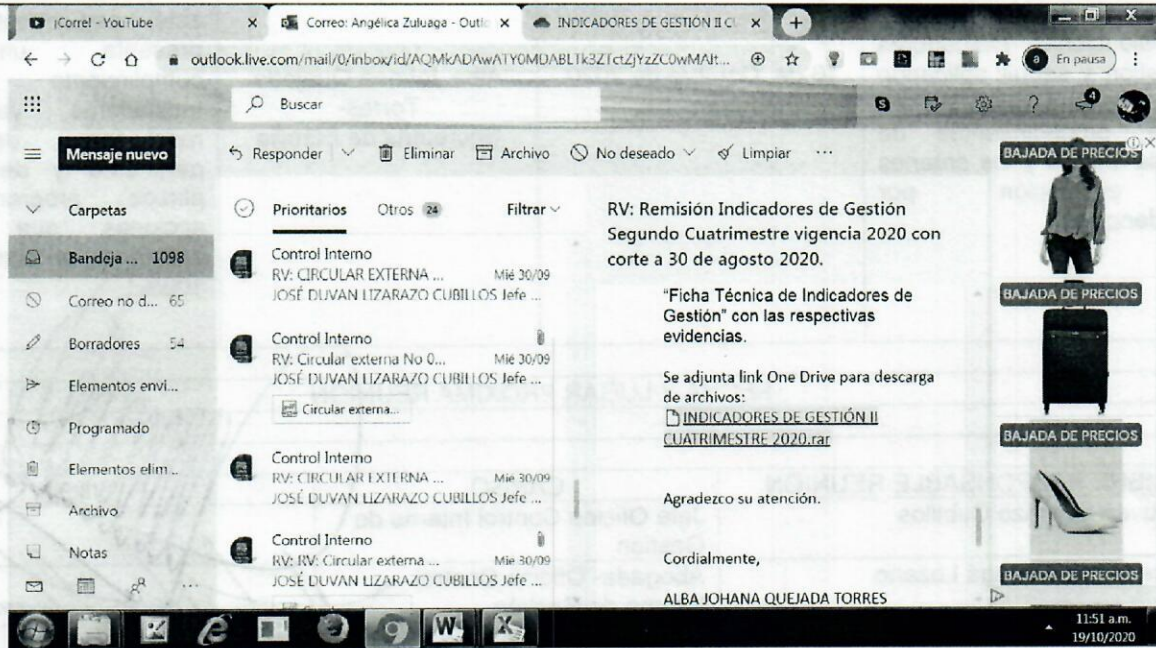 ¡Corre! - YouTube
Correo: Angélica Zuluaga - Outlo
INDICADORES DE GESTIÓN II CU
outlook.live.com/mail/0/inbox/id/
En pausa
Buscar
4
Mensaje nuevo
Responder
Eliminar
Archivo
No deseado
Limpiar
Carpetas
Bandeja ... 1098
Correo no d... 65
Borradores 54
Elementos envi...
Programado
Elementos elim...
Archivo
Notas
Prioritarios
Otros 24
Filtrar
Control Interno
RV: CIRCULAR EXTERNA ... Mié 30/09
JOSÉ DUVAN LIZARAZO CUBILLOS Jefe ...
Control Interno
RV: Circular externa No 0... Mié 30/09
JOSÉ DUVAN LIZARAZO CUBILLOS Jefe ...
Circular externa...
Control Interno
RV: CIRCULAR EXTERNA ... Mié 30/09
JOSÉ DUVAN LIZARAZO CUBILLOS Jefe ...
Control Interno
RV: RV: Circular externa ... Mié 30/09
JOSÉ DUVAN LIZARAZO CUBILLOS Jefe ...
RV: Remisión Indicadores de Gestión
Segundo Cuatrimestre vigencia 2020 con
corte a 30 de agosto 2020.
"Ficha Técnica de Indicadores de
Gestión" con las respectivas
evidencias.
Se adjunta link One Drive para descarga
de archivos:
INDICADORES DE GESTIÓN II
CUATRIMESTRE 2020.rar
Agradezco su atención.
Cordialmente,
ALBA JOHANA QUEJADA TORRES
BAJADA DE PRECIOS
BAJADA DE PRECIOS
BAJADA DE PRECIOS
BAJADA DE PRECIOS
11:51 a.m.
19/10/2020